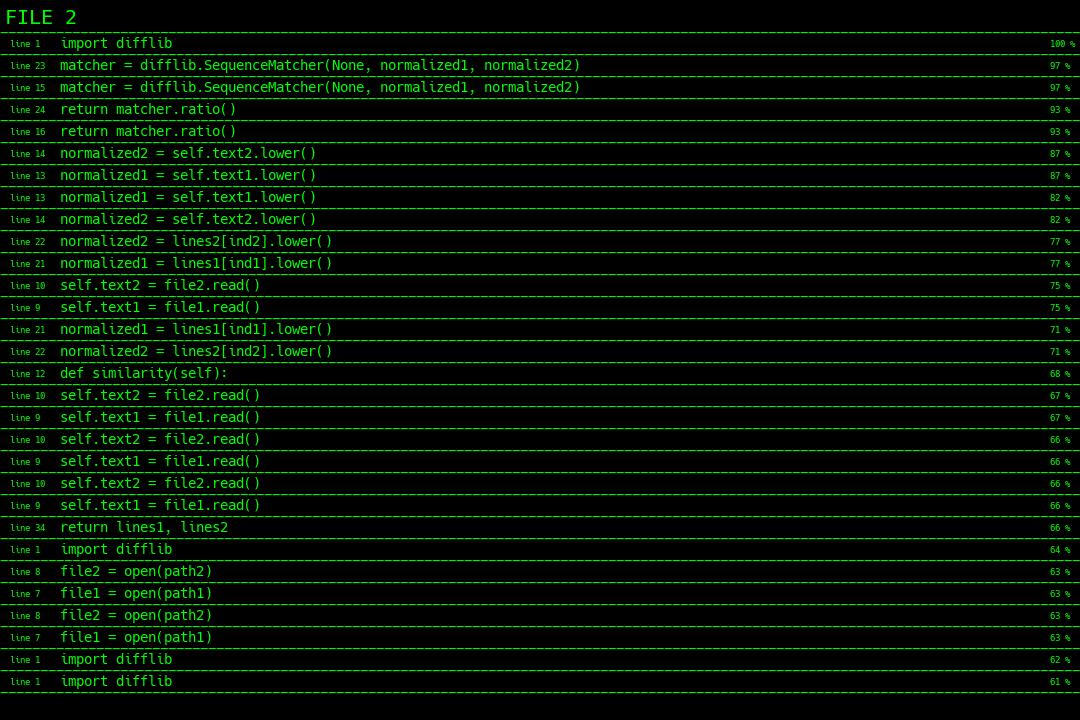 FILE 2
line 1 import difflib 100 %
line 23 matcher = difflib.SequenceMatcher(None, normalized1, normalized2) 97 %
line 15 matcher = difflib.SequenceMatcher(None, normalized1, normalized2) 97 %
line 24 return matcher.ratio() 93 %
line 16 return matcher.ratio() 93 %
line 14 normalized2 = self.text2.lower() 87 %
line 13 normalized1 = self.text1.lower() 87 %
line 13 normalized1 = self.text1.lower() 82 %
line 14 normalized2 = self.text2.lower() 82 %
line 22 normalized2 = lines2[ind2].lower() 77 %
line 21 normalized1 = lines1[ind1].lower() 77 %
line 10 self.text2 = file2.read() 75 %
line 9 self.text1 = file1.read() 75 %
line 21 normalized1 = lines1[ind1].lower() 71 %
line 22 normalized2 = lines2[ind2].lower() 71 %
line 12 def similarity(self): 68 %
line 10 self.text2 = file2.read() 67 %
line 9 self.text1 = file1.read() 67 %
line 10 self.text2 = file2.read() 66 %
line 9 self.text1 = file1.read() 66 %
line 10 self.text2 = file2.read() 66 %
line 9 self.text1 = file1.read() 66 %
line 34 return lines1, lines2 66 %
line 1 import difflib 64 %
line 8 file2 = open(path2) 63 %
line 7 file1 = open(path1) 63 %
line 8 file2 = open(path2) 63 %
line 7 file1 = open(path1) 63 %
line 1 import difflib 62 %
line 1 import difflib 61 %